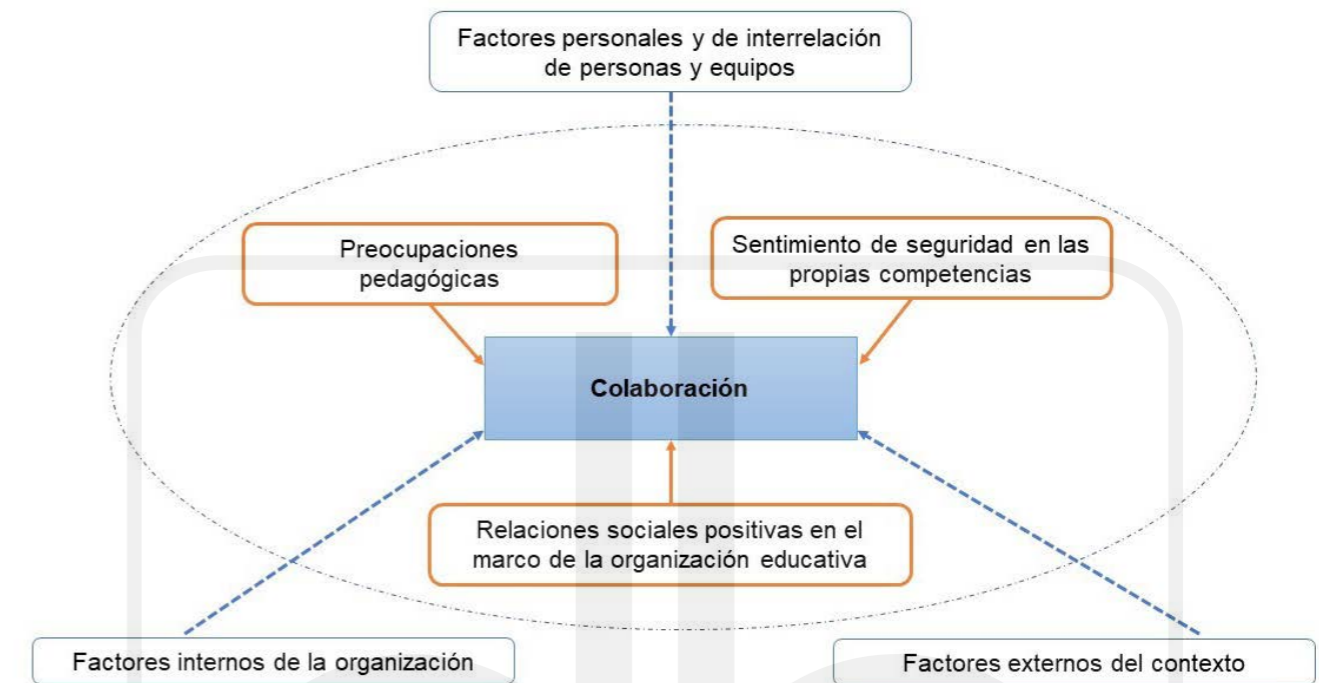 Factores personales y de interrelación
de personas y equipos
Preocupaciones
pedagógicas
Sentimiento de seguridad en las
propias competencias
Colaboración
Relaciones sociales positivas en el
marco de la organización educativa
Factores internos de la organización
Factores externos del contexto